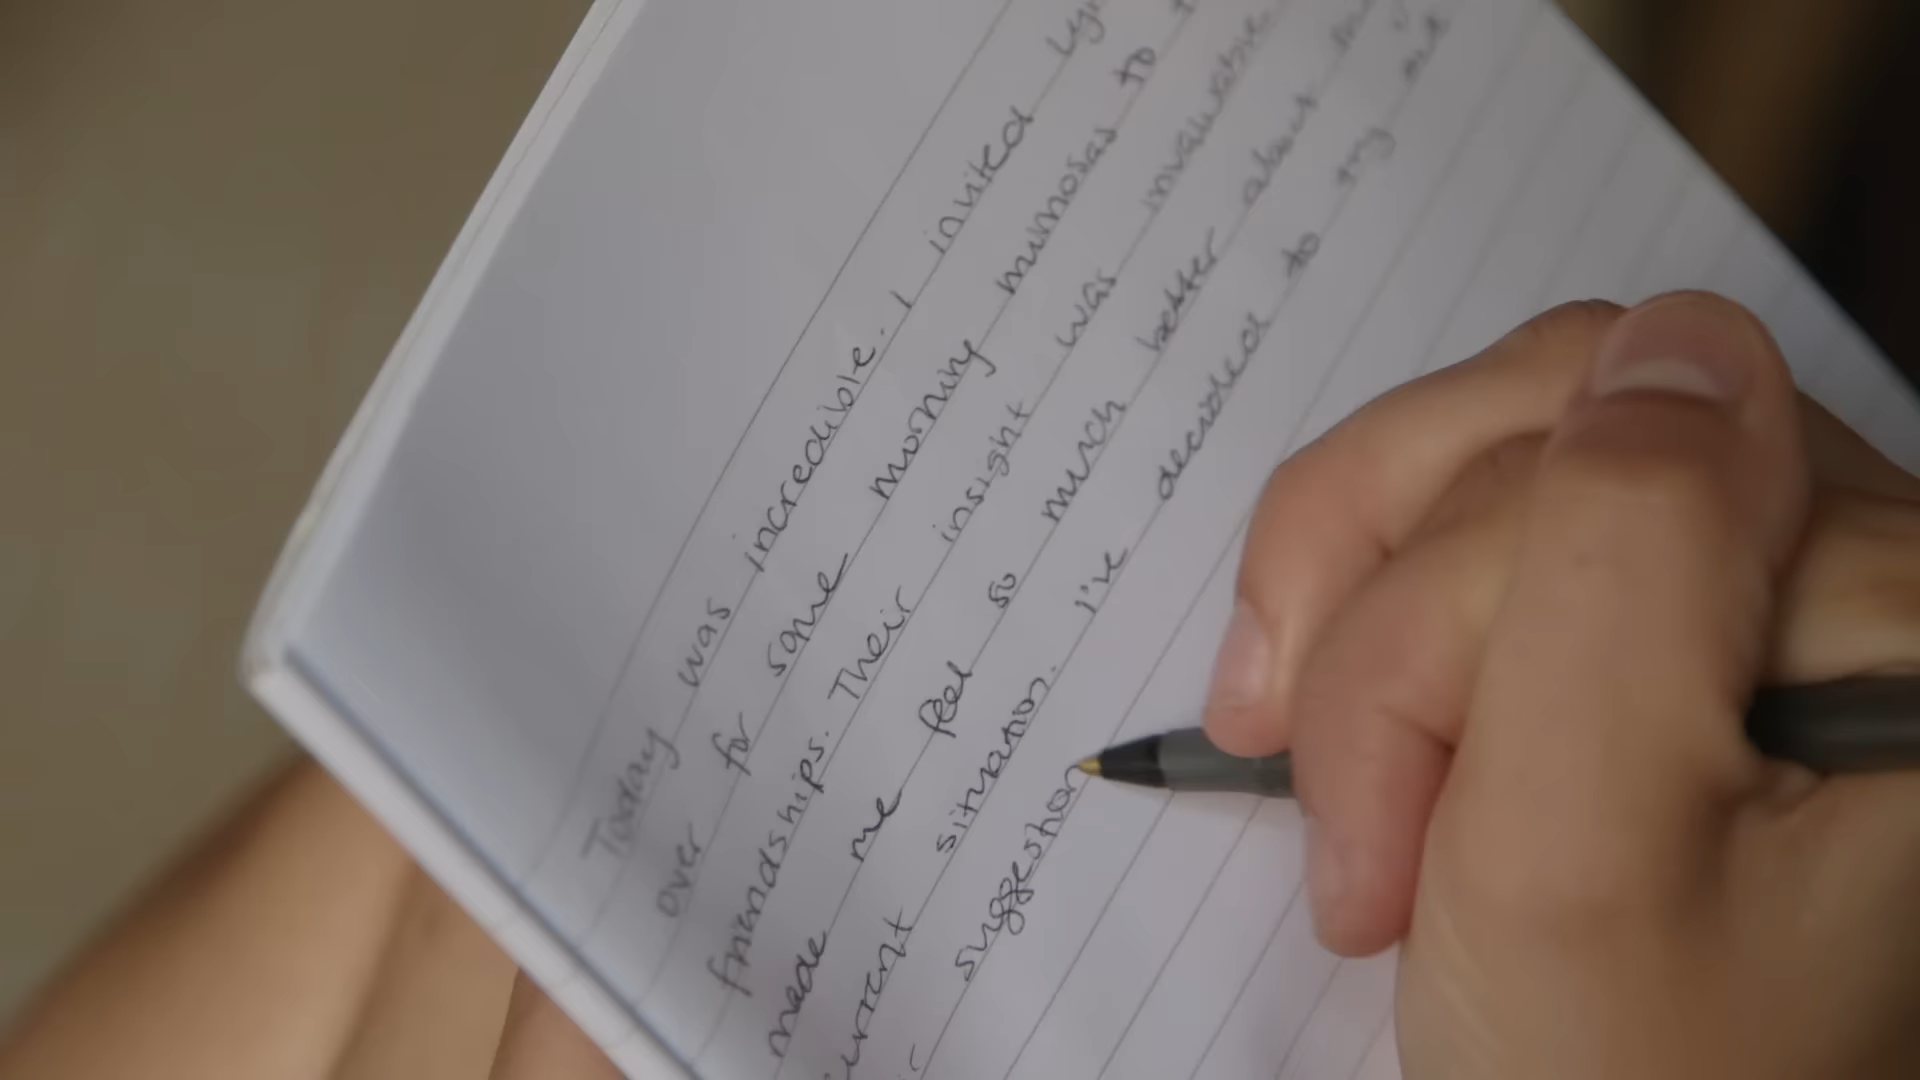 Today was incredible. I invited
over for some morning mimosas to
friendships. Their insight was invaluable.
made me feel so much better about
current situation. I've decided to try out
suggestion